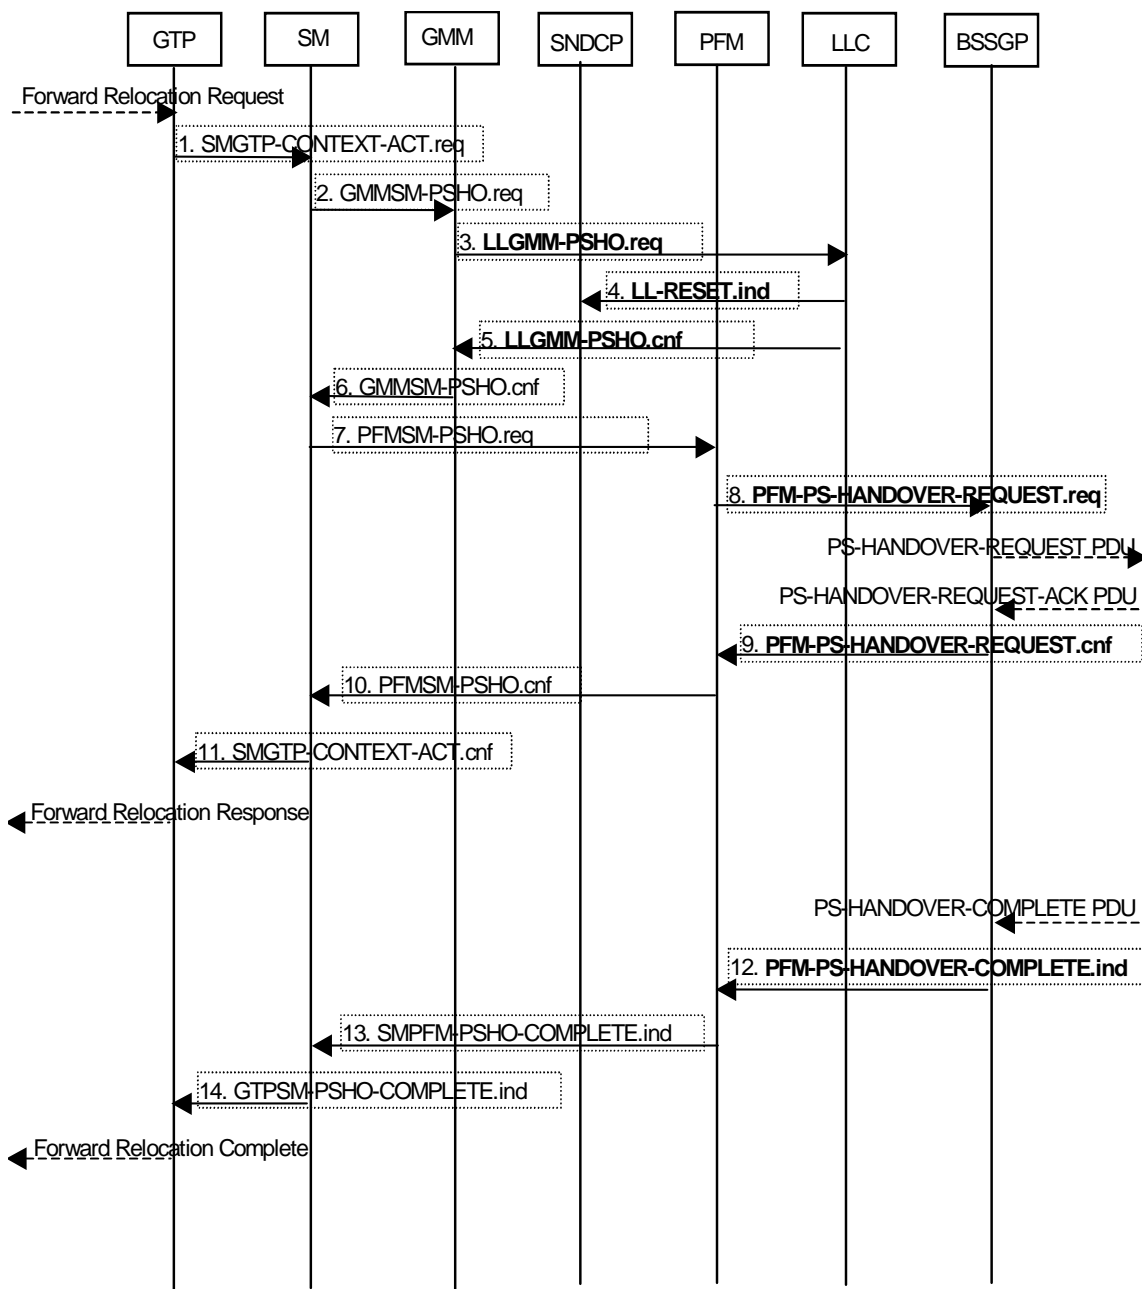 GTP SM GMM SNDCP PFM LLC BSSGP
Forward Relocation Request
1. SMGTP-CONTEXT-ACT.req
2. GMMSM-PSHO.req
3. LLGMM-PSHO.req
4. LL-RESET.ind
5. LLGMM-PSHO.cnf
6. GMMSM-PSHO.cnf
7. PFMSM-PSHO.req
8. PFM-PS-HANDOVER-REQUEST.req
PS-HANDOVER-REQUEST PDU
PS-HANDOVER-REQUEST-ACK PDU
9. PFM-PS-HANDOVER-REQUEST.cnf
10. PFMSM-PSHO.cnf
11. SMGTP-CONTEXT-ACT.cnf
Forward Relocation Response
PS-HANDOVER-COMPLETE PDU
12. PFM-PS-HANDOVER-COMPLETE.ind
13. SMPFM-PSHO-COMPLETE.ind
14. GTPSM-PSHO-COMPLETE.ind
Forward Relocation Complete